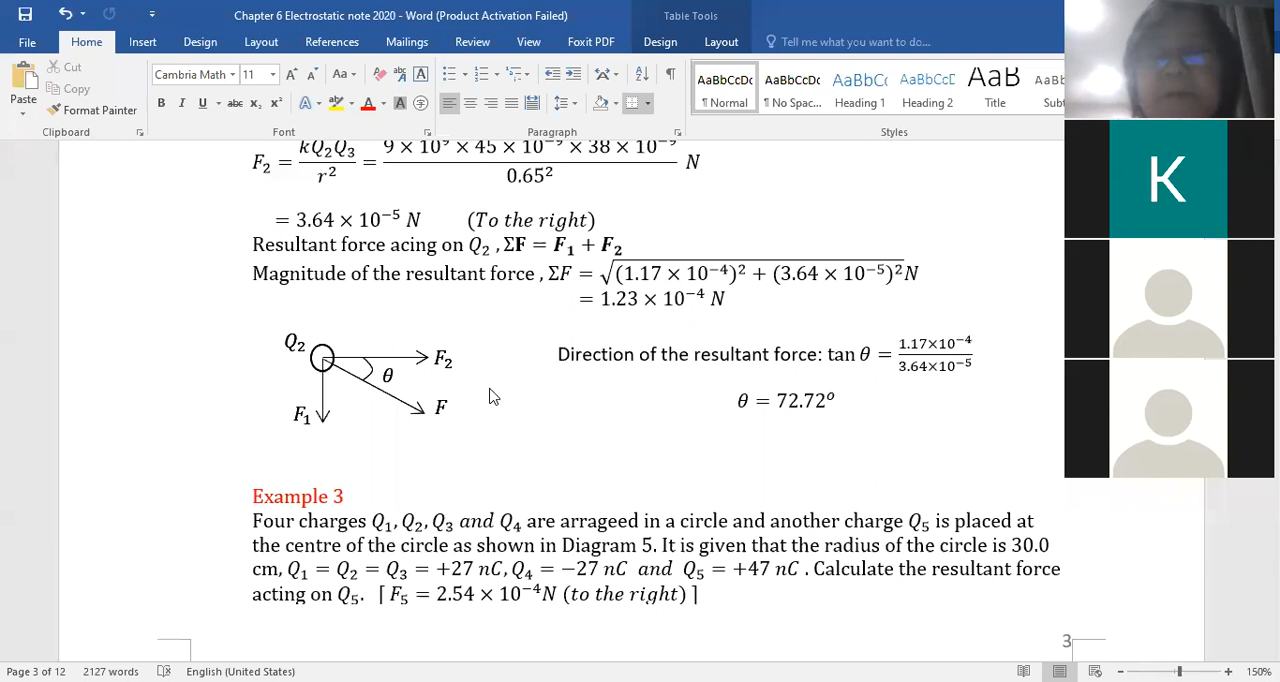 Chapter 6 Electrostatic note 2020 - Word (Product Activation Failed)
Table Tools
File Home Insert Design Layout References Mailings Review View Foxit PDF Design Layout Tell me what you want to do...
Paste
Cut
Copy
Format Painter
Cambria Math 11
AaBbCcDc AaBbCcDc AaBbCc AaBbCcD AaB AaBb
¶ Normal ¶ No Spac... Heading 1 Heading 2 Title Subt
Clipboard Font Paragraph Styles
F₂ = kQ₂Q₃ / r² = 9 × 10⁹ × 45 × 10⁻⁹ × 38 × 10⁻⁹ / 0.65² N
= 3.64 × 10⁻⁵ N (To the right)
Resultant force acing on Q₂ , ΣF = F₁ + F₂
Magnitude of the resultant force , ΣF = √(1.17 × 10⁻⁴)² + (3.64 × 10⁻⁵)² N
= 1.23 × 10⁻⁴ N
Q₂
F₂
θ
F₁
F
Direction of the resultant force: tan θ = 1.17×10⁻⁴ / 3.64×10⁻⁵
θ = 72.72ᵒ
Example 3
Four charges Q₁, Q₂, Q₃ and Q₄ are arrageed in a circle and another charge Q₅ is placed at
the centre of the circle as shown in Diagram 5. It is given that the radius of the circle is 30.0
cm, Q₁ = Q₂ = Q₃ = +27 nC, Q₄ = −27 nC and Q₅ = +47 nC . Calculate the resultant force
acting on Q₅. ⌈ F₅ = 2.54 × 10⁻⁴N (to the right) ⌉
3
K
Page 3 of 12 2127 words English (United States) 150%